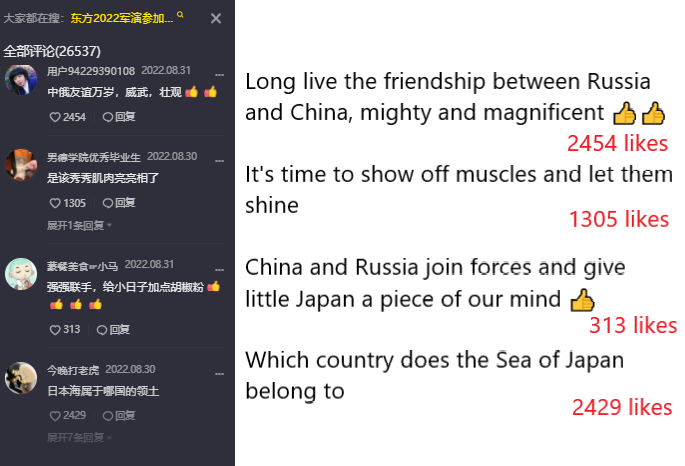 大家都在搜：东方2022军演参加...
全部评论(26537)
用户94229390108 2022.08.31
中俄友谊万岁，威武，壮观👍👍
2454 回复
男德学院优秀毕业生 2022.08.30
是该秀秀肌肉亮亮相了
1305 回复
展开1条回复
蒙餐美食☞小马 2022.08.31
强强联手，给小日子加点胡椒粉👍
👍👍👍
313 回复
今晚打老虎 2022.08.30
日本海属于哪国的领土
2429 回复
展开7条回复
Long live the friendship between Russia
and China, mighty and magnificent 👍👍
2454 likes
It's time to show off muscles and let them
shine
1305 likes
China and Russia join forces and give
little Japan a piece of our mind 👍
313 likes
Which country does the Sea of Japan
belong to
2429 likes